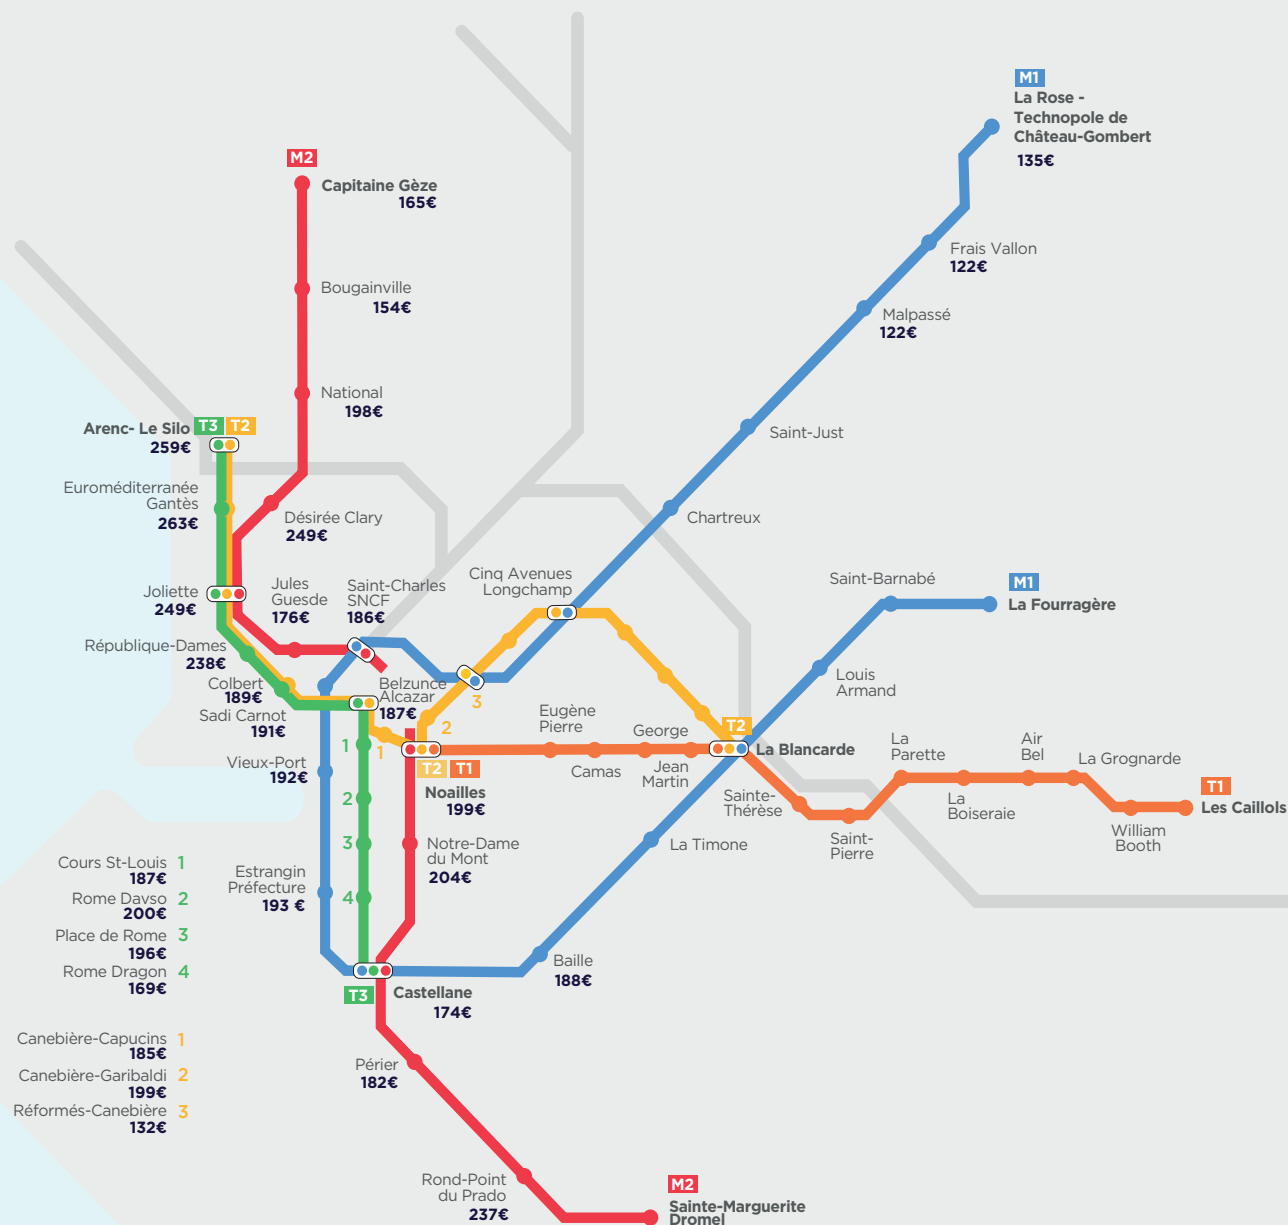 M1
La Rose -
Technopole de
Château-Gombert
135€
M2
Capitaine Gèze
165€
Frais Vallon
122€
Bougainville
154€
Malpassé
122€
National
198€
Arenc- Le Silo T3 T2
259€
Saint-Just
Euroméditerranée
Gantès
263€
Désirée Clary
249€
Chartreux
Joliette
249€
Jules
Guesde
176€
Saint-Charles
SNCF
186€
Cinq Avenues
Longchamp
Saint-Barnabé
M1
La Fourragère
République-Dames
238€
Colbert
189€
Sadi Carnot
191€
Belzunce
Alcazar
187€
3
2
1
Louis
Armand
Eugène
Pierre
Camas
George
Jean
Martin
T2
La Blancarde
La
Parette
Air
Bel
La Grognarde
T1
Les Caillols
Vieux-Port
192€
1
2
3
4
T2 T1
Noailles
199€
Sainte-
Thérèse
Saint-
Pierre
La
Boiseraie
William
Booth
Notre-Dame
du Mont
204€
La Timone
Estrangin
Préfecture
193 €
Cours St-Louis 1
187€
Rome Davso 2
200€
Place de Rome 3
196€
Rome Dragon 4
169€
Baille
188€
T3
Castellane
174€
Canebière-Capucins 1
185€
Canebière-Garibaldi 2
199€
Réformés-Canebière 3
132€
Périer
182€
Rond-Point
du Prado
237€
M2
Sainte-Marguerite
Dromel